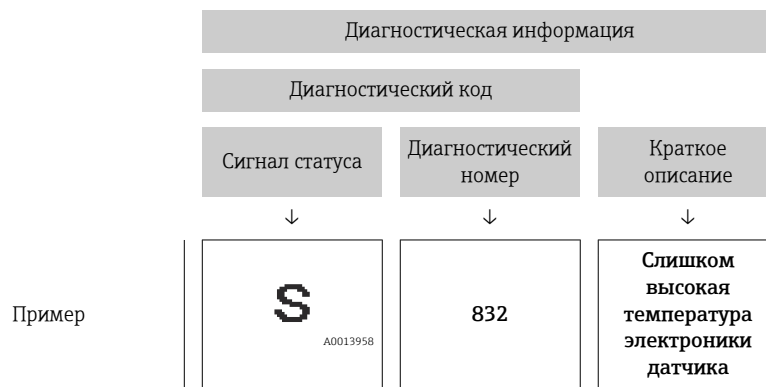 Диагностическая информация
Диагностический код
Сигнал статуса
Диагностический
номер
Краткое
описание
↓ ↓ ↓
Пример
S
A0013958
832
Слишком
высокая
температура
электроники
датчика